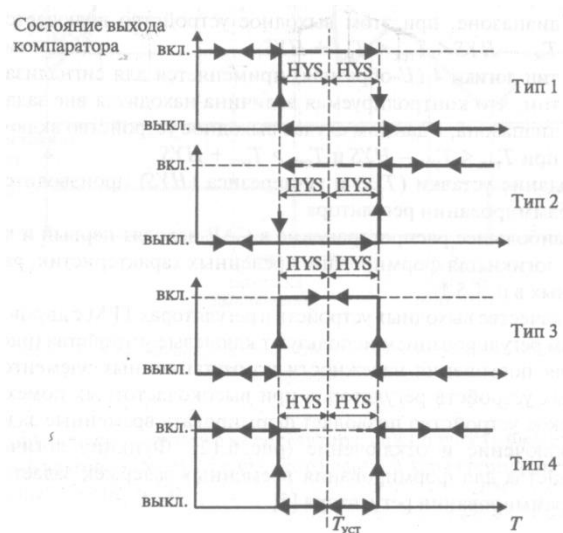 Состояние выхода
компаратора
ВКЛ.
HYS HYS
Тип 1
ВЫКЛ.
ВКЛ.
HYS HYS
Тип 2
ВЫКЛ.
HYS HYS
ВКЛ.
Тип 3
ВЫКЛ.
HYS HYS
ВКЛ.
Тип 4
ВЫКЛ.
Tуст T